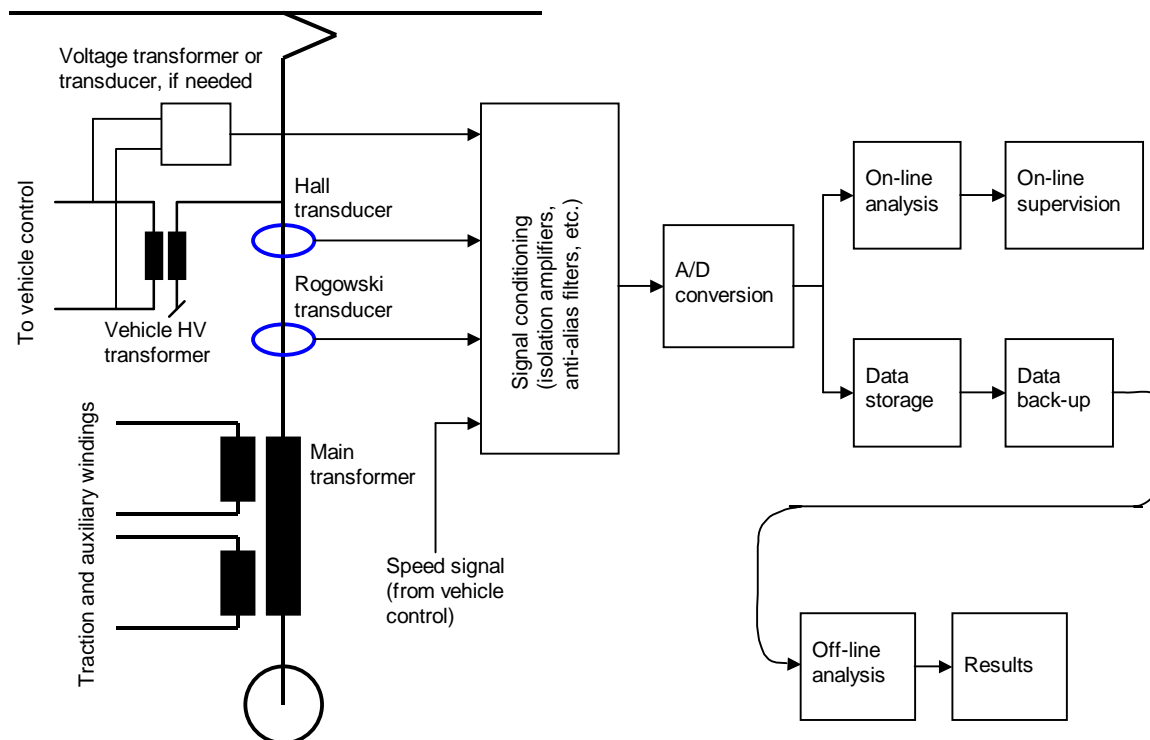 Voltage transformer or
transducer, if needed
Hall
transducer
To vehicle control
Rogowski
transducer
Vehicle HV
transformer
Signal conditioning
(isolation amplifiers,
anti-alias filters, etc.)
A/D
conversion
On-line
analysis
On-line
supervision
Data
storage
Data
back-up
Traction and auxiliary windings
Main
transformer
Speed signal
(from vehicle
control)
Off-line
analysis
Results